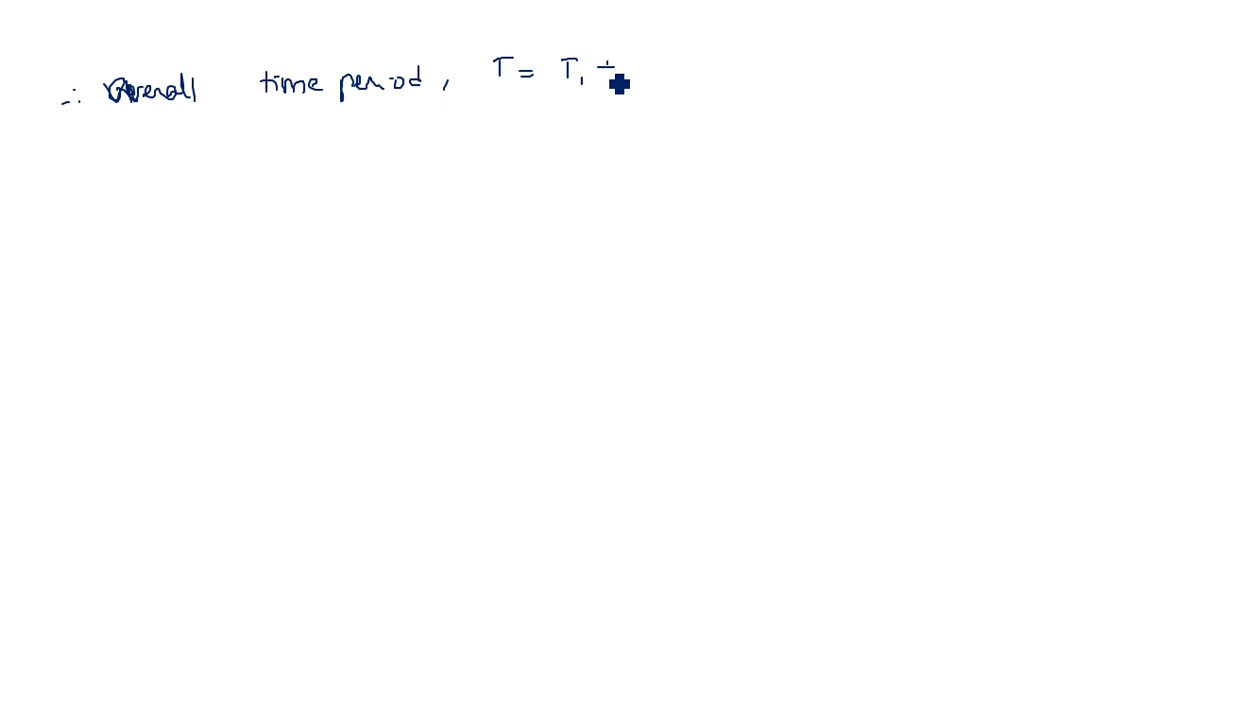 ∴ Overall time period, T = T₁ +